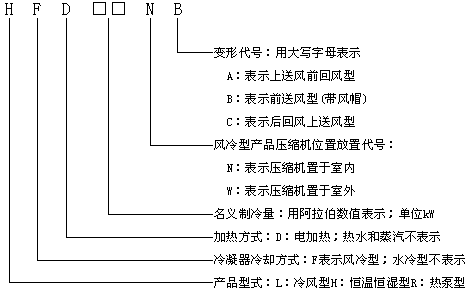 H F D □□ N B
变形代号：用大写字母表示
A：表示上送风前回风型
B：表示前送风型(带风帽)
C：表示后回风上送风型
风冷型产品压缩机位置放置代号：
N：表示压缩机置于室内
W：表示压缩机置于室外
名义制冷量：用阿拉伯数值表示；单位kW
加热方式：D：电加热；热水和蒸汽不表示
冷凝器冷却方式：F表示风冷型；水冷型不表示
产品型式：L：冷风型H：恒温恒湿型R：热泵型